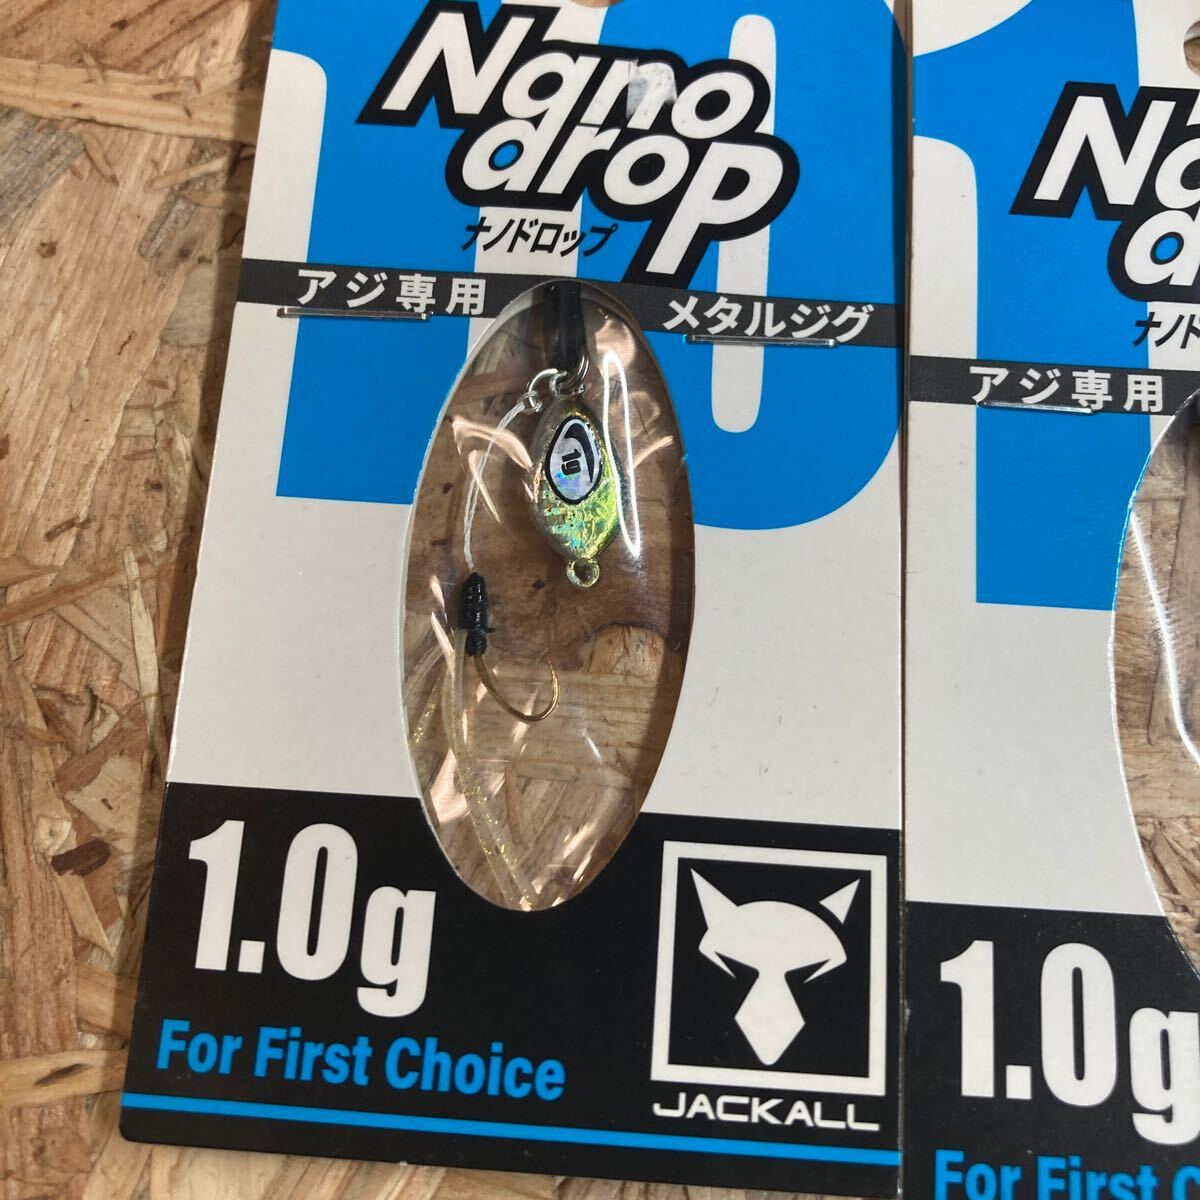 Nano
drop
ナノドロップ
アジ専用
メタルジグ
1g
1.0g
For First Choice
JACKALL
ナノド
アジ専用
1.0g
For First C